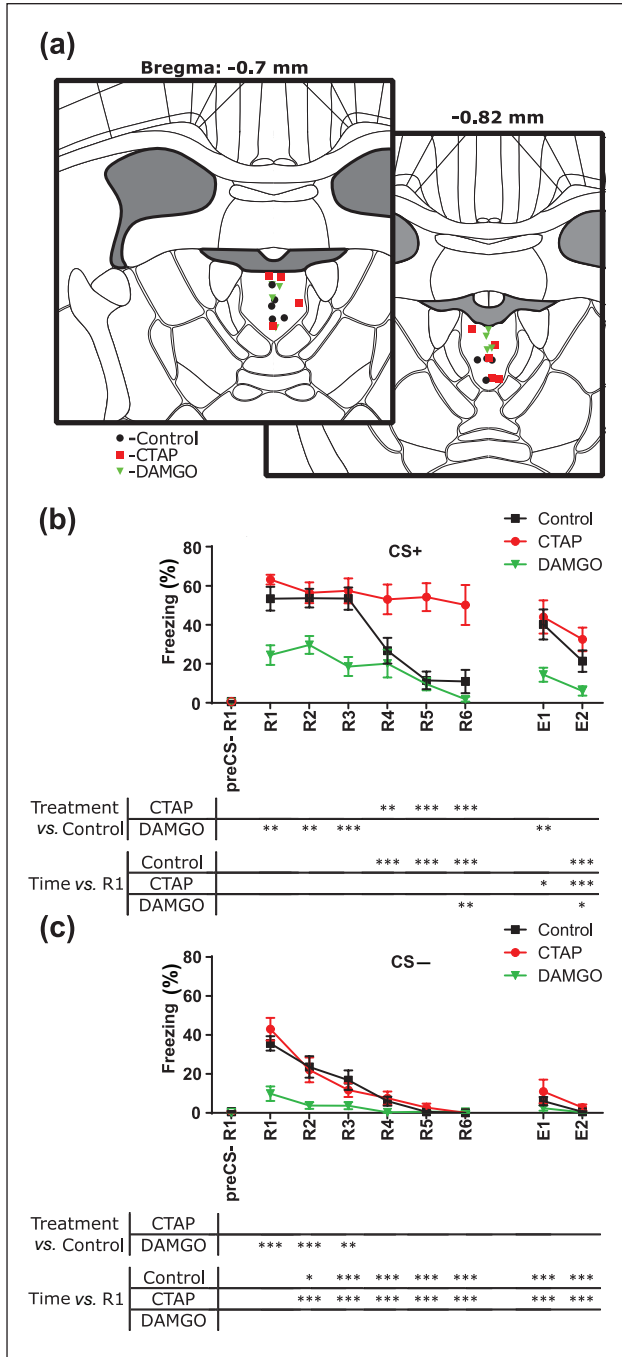 (a)
Bregma: -0.7 mm
-0.82 mm
-Control
-CTAP
-DAMGO
(b)
CS+
Control
CTAP
DAMGO
Freezing (%)
80
60
40
20
0
preCS- R1
R1
R2
R3
R4
R5
R6
E1
E2
Treatment vs. Control
CTAP ** *** ***
DAMGO ** ** *** **
Time vs. R1
Control *** *** *** ***
CTAP * ***
DAMGO ** *
(c)
CS—
Control
CTAP
DAMGO
Freezing (%)
80
60
40
20
0
preCS- R1
R1
R2
R3
R4
R5
R6
E1
E2
Treatment vs. Control
CTAP
DAMGO *** *** **
Time vs. R1
Control * *** *** *** *** *** ***
CTAP *** *** *** *** *** *** ***
DAMGO